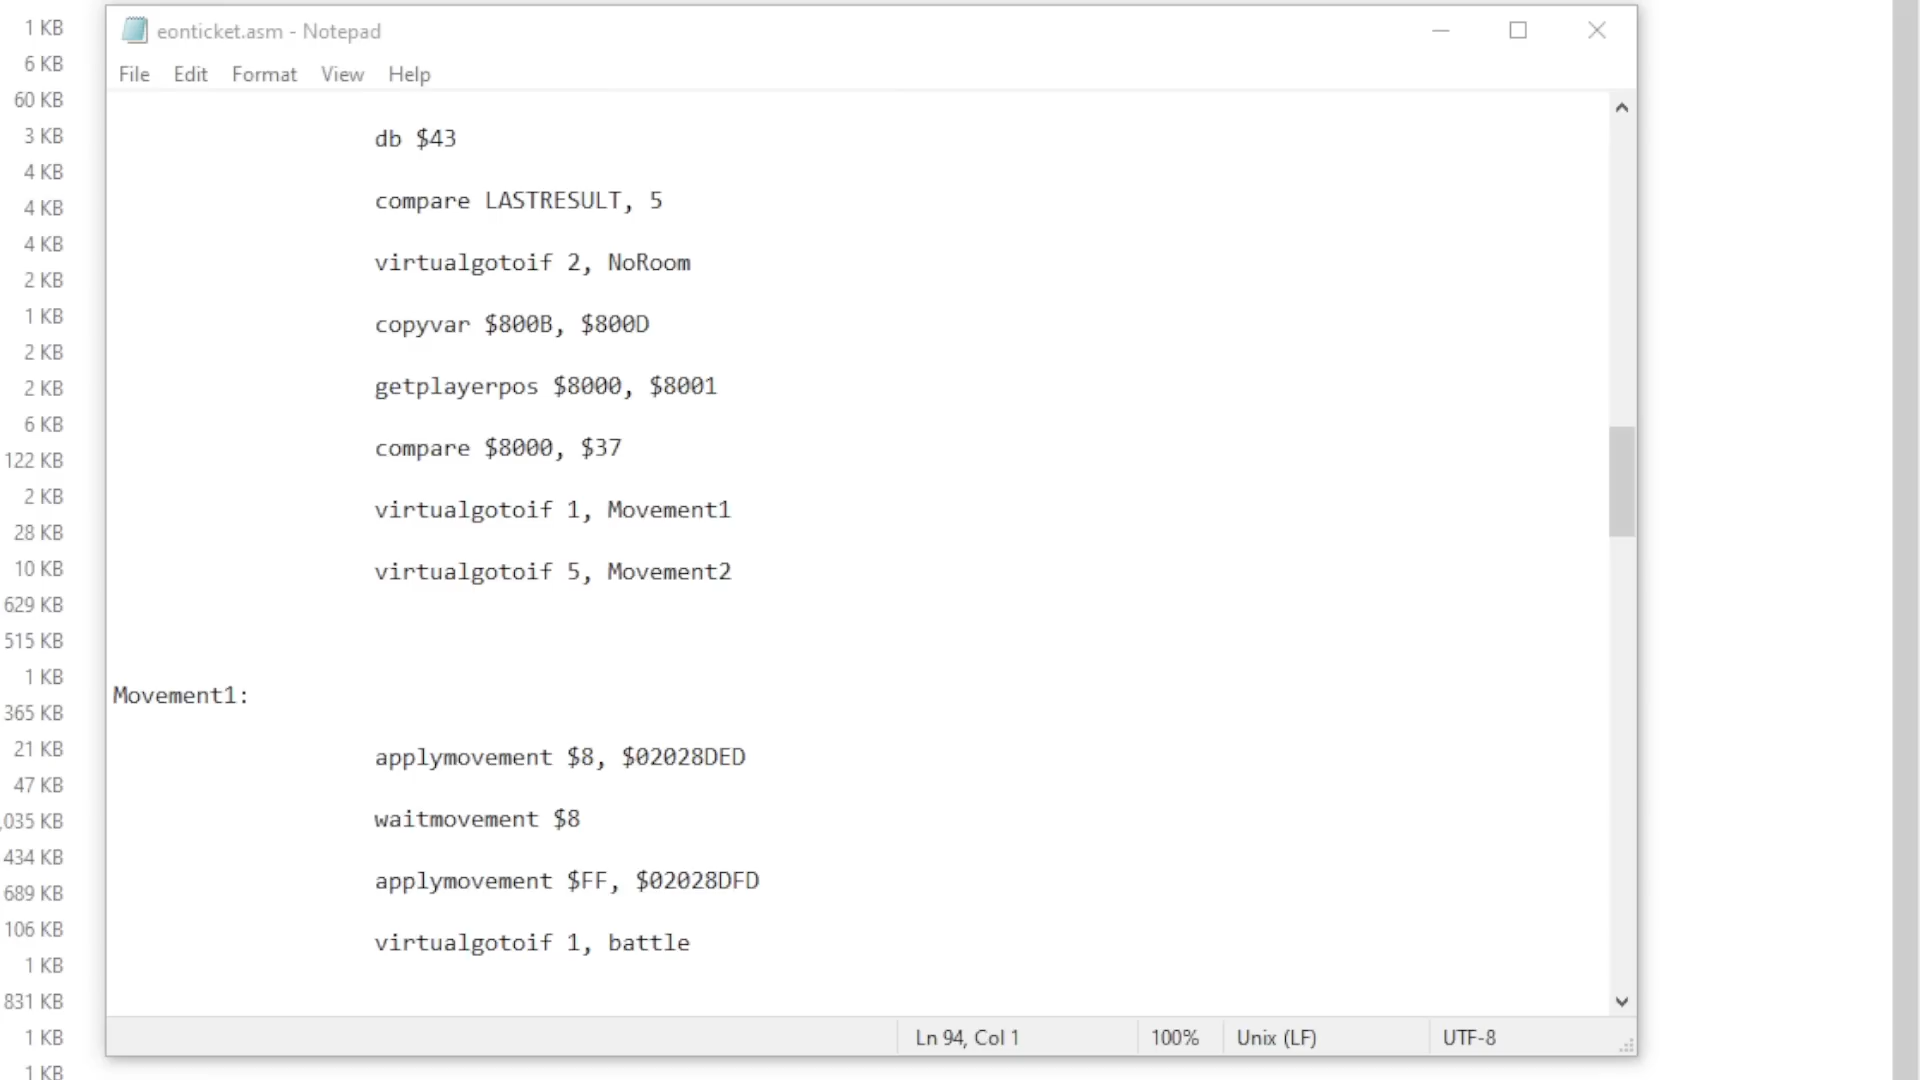 eonticket.asm - Notepad
File Edit Format View Help
db $43
compare LASTRESULT, 5
virtualgotoif 2, NoRoom
copyvar $800B, $800D
getplayerpos $8000, $8001
compare $8000, $37
virtualgotoif 1, Movement1
virtualgotoif 5, Movement2
Movement1:
applymovement $8, $02028DED
waitmovement $8
applymovement $FF, $02028DFD
virtualgotoif 1, battle
Ln 94, Col 1 100% Unix (LF) UTF-8
1 KB
6 KB
60 KB
3 KB
4 KB
4 KB
4 KB
2 KB
1 KB
2 KB
2 KB
6 KB
122 KB
2 KB
28 KB
10 KB
629 KB
515 KB
1 KB
365 KB
21 KB
47 KB
,035 KB
434 KB
689 KB
106 KB
1 KB
831 KB
1 KB
1 KB